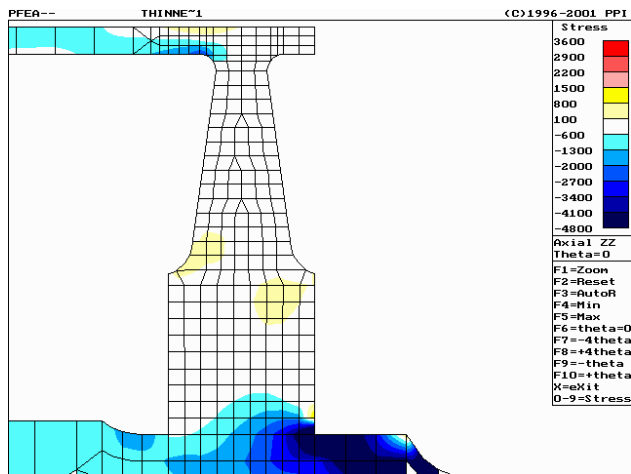 PFEA--   THINNE~1   (C)1996-2001 PPI
Stress
3600
2900
2200
1500
800
100
-600
-1300
-2000
-2700
-3400
-4100
-4800
Axial ZZ
Theta=0
F1=Zoom
F2=Reset
F3=AutoR
F4=Min
F5=Max
F6=theta=0
F7=-4theta
F8=+4theta
F9=-theta
F10=+theta
X=eXit
0-9=Stress